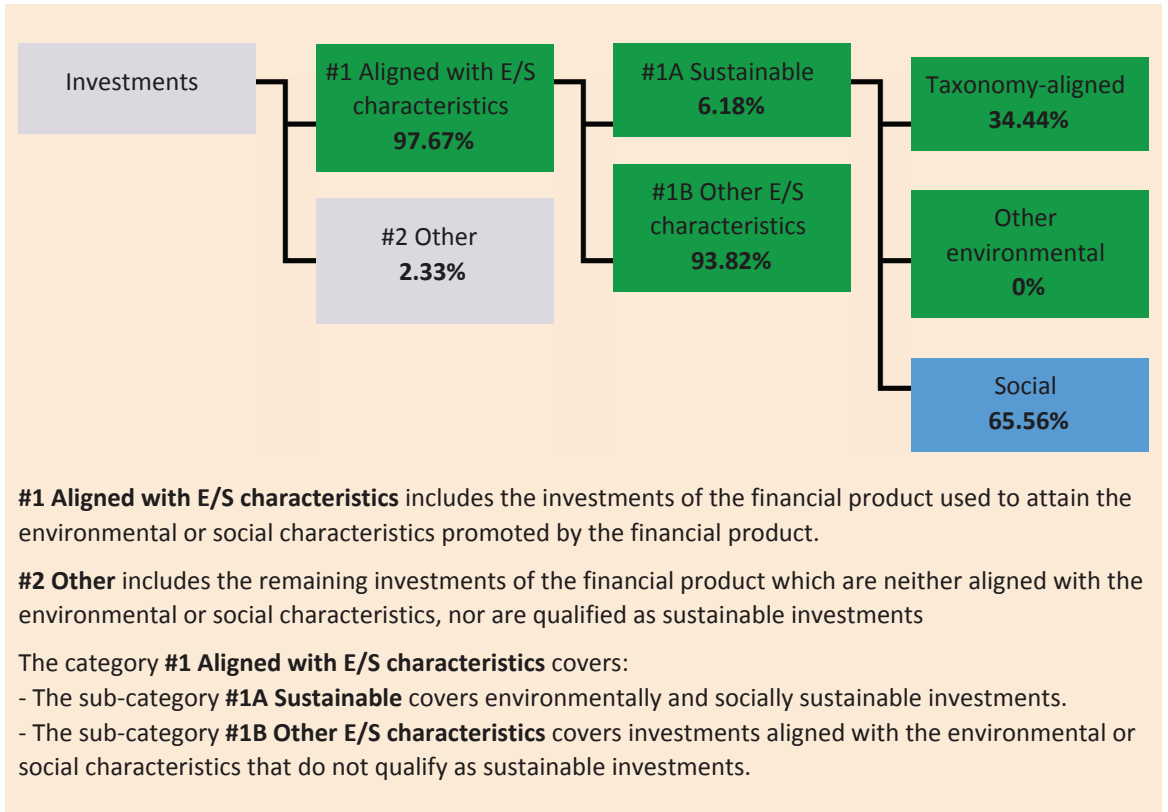 Investments
#1 Aligned with E/S
characteristics
97.67%
#2 Other
2.33%
#1A Sustainable
6.18%
#1B Other E/S
characteristics
93.82%
Taxonomy-aligned
34.44%
Other
environmental
0%
Social
65.56%
#1 Aligned with E/S characteristics includes the investments of the financial product used to attain the
environmental or social characteristics promoted by the financial product.
#2 Other includes the remaining investments of the financial product which are neither aligned with the
environmental or social characteristics, nor are qualified as sustainable investments
The category #1 Aligned with E/S characteristics covers:
- The sub-category #1A Sustainable covers environmentally and socially sustainable investments.
- The sub-category #1B Other E/S characteristics covers investments aligned with the environmental or
social characteristics that do not qualify as sustainable investments.